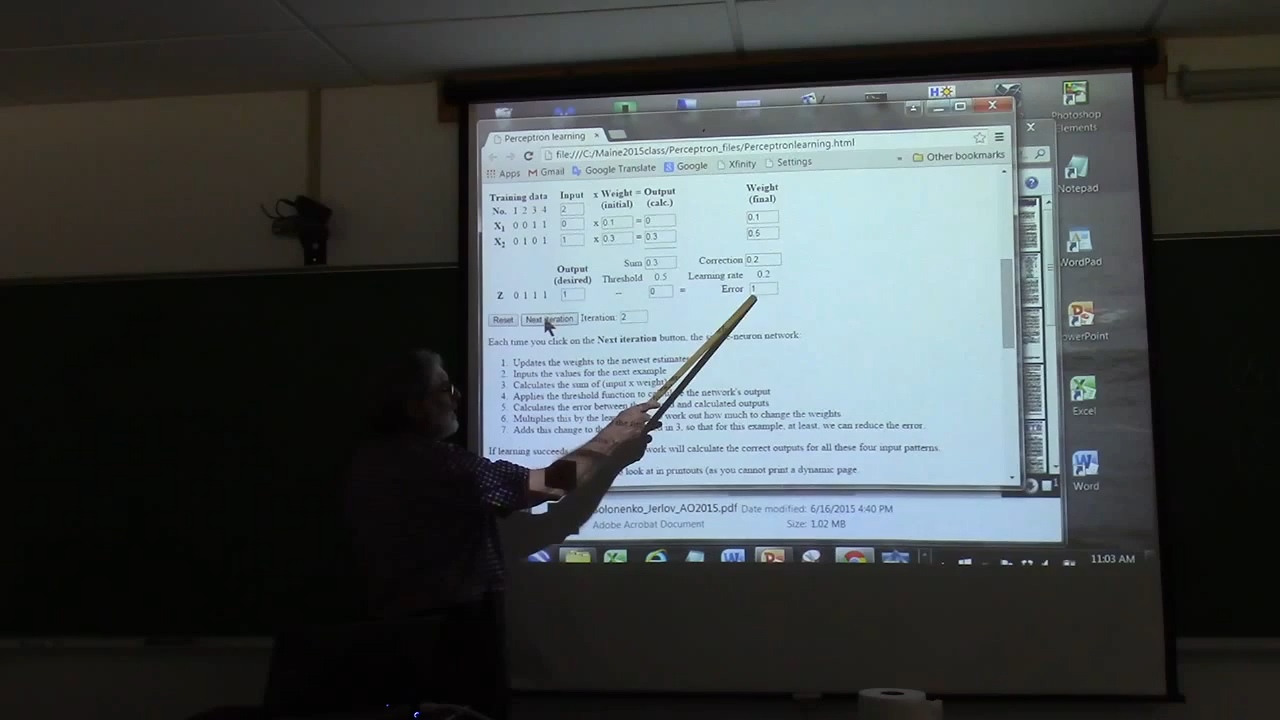 Photoshop
Elements
Perceptron learning
file:///C:/Maine2015class/Perceptron_files/Perceptronlearning.html
Apps Gmail Google Translate Google Xfinity Settings » Other bookmarks
Notepad
Training data Input x Weight = Output Weight
(initial) (calc.) (final)
No. 1 2 3 4 2
X1 0 0 1 1 0 x 0.1 = 0 0.1
X2 0 1 0 1 1 x 0.3 = 0.3 0.5
WordPad
Sum 0.3 Correction 0.2
Output
(desired) Threshold 0.5 Learning rate 0.2
Z 0 1 1 1 1 -- 0 = Error 1
Reset Next iteration Iteration: 2
PowerPoint
Each time you click on the Next iteration button, the neuron network:
1. Updates the weights to the newest estimates
2. Inputs the values for the next example
3. Calculates the sum of (input x weight)
4. Applies the threshold function to the network's output
5. Calculates the error between and calculated outputs
6. Multiplies this by the work out how much to change the weights
7. Adds this change to in 3, so that for this example, at least, we can reduce the error.
Excel
If learning succeeds will calculate the correct outputs for all these four input patterns.
look at in printouts (as you cannot print a dynamic page.
Word
olonenko_Jerlov_AO2015.pdf Date modified: 6/16/2015 4:40 PM
Adobe Acrobat Document Size: 1.02 MB
11:03 AM